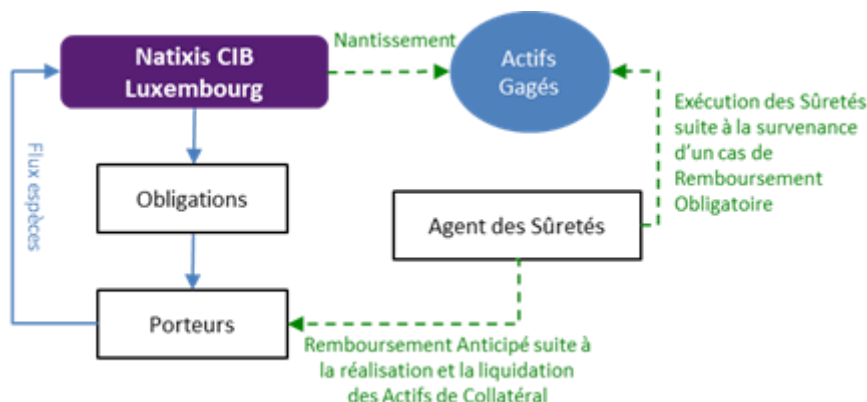 Natixis CIB
Luxembourg
Nantissement
Actifs
Gagés
Exécution des Sûretés
suite à la survenance
d'un cas de
Remboursement
Obligatoire
Flux espèces
Obligations
Agent des Sûretés
Porteurs
Remboursement Anticipé suite à
la réalisation et la liquidation
des Actifs de Collatéral